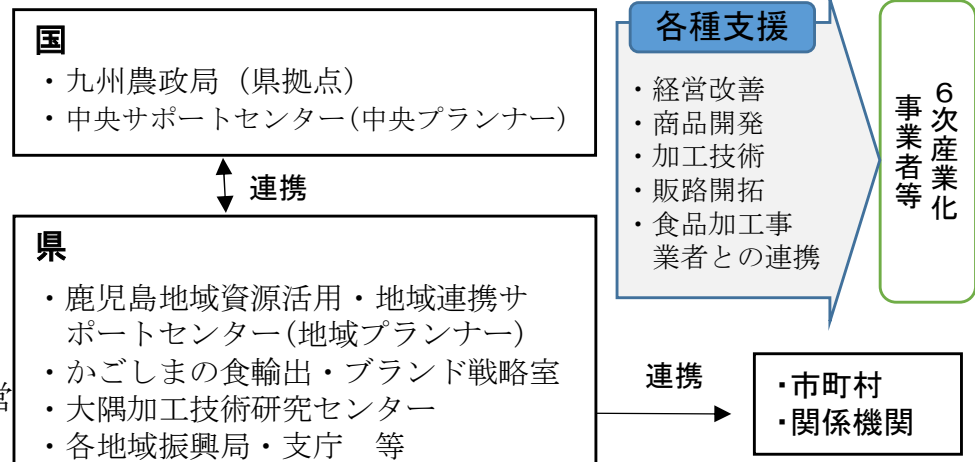 国
・九州農政局（県拠点）
・中央サポートセンター(中央プランナー)
連携
県
・鹿児島地域資源活用・地域連携サ
ポートセンター(地域プランナー)
・かごしまの食輸出・ブランド戦略室
・大隅加工技術研究センター
・各地域振興局・支庁　等
営
各種支援
・経営改善
・商品開発
・加工技術
・販路開拓
・食品加工事
業者との連携
６次産業化
事業者等
連携
・市町村
・関係機関